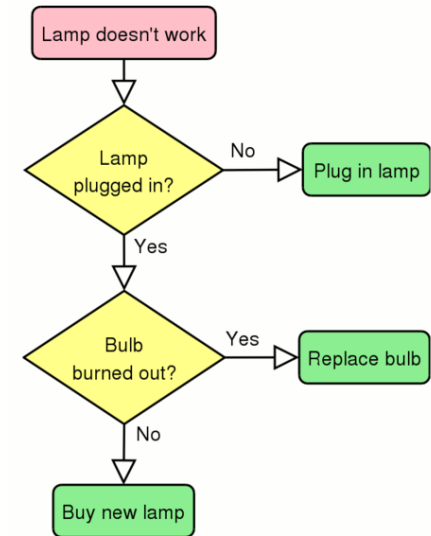 Lamp doesn't work
Lamp
plugged in?
No
Plug in lamp
Yes
Bulb
burned out?
Yes
Replace bulb
No
Buy new lamp